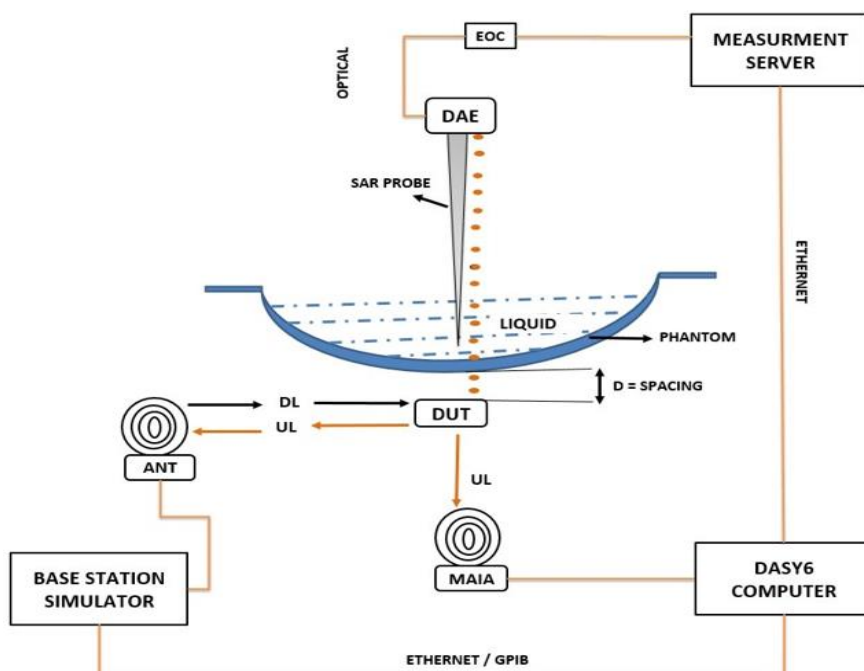 EOC
MEASURMENT
SERVER
OPTICAL
DAE
SAR PROBE
ETHERNET
LIQUID
PHANTOM
D = SPACING
DL
DUT
UL
ANT
UL
MAIA
BASE STATION
SIMULATOR
DASY6
COMPUTER
ETHERNET / GPIB